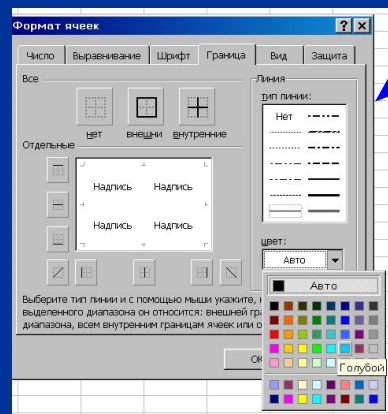 Формат ячеек
Число Выравнивание Шрифт Граница Вид Защита
Все
нет внешни внутренние
Отдельные
Надпись Надпись
Надпись Надпись
Линия
тип линии:
Нет
цвет:
Авто
Авто
Голубой
Выберите тип линии и с помощью мыши укажите,
выделенного диапазона он относится: внешней гра
диапазона, всем внутренним границам ячеек или о
ОК